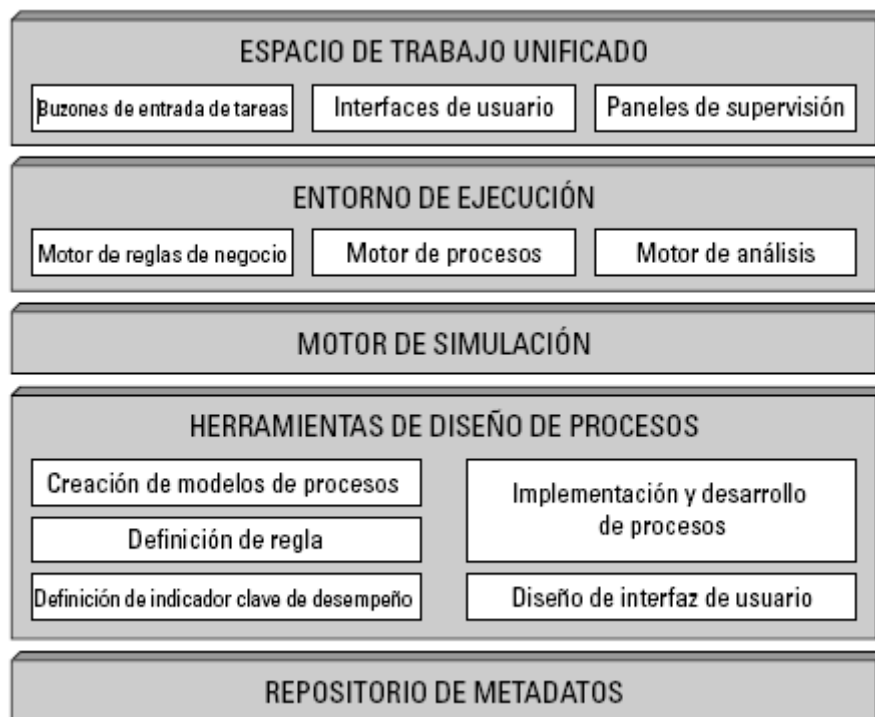 ESPACIO DE TRABAJO UNIFICADO
Buzones de entrada de tareas
Interfaces de usuario
Paneles de supervisión
ENTORNO DE EJECUCIÓN
Motor de reglas de negocio
Motor de procesos
Motor de análisis
MOTOR DE SIMULACIÓN
HERRAMIENTAS DE DISEÑO DE PROCESOS
Creación de modelos de procesos
Definición de regla
Definición de indicador clave de desempeño
Implementación y desarrollo
de procesos
Diseño de interfaz de usuario
REPOSITORIO DE METADATOS